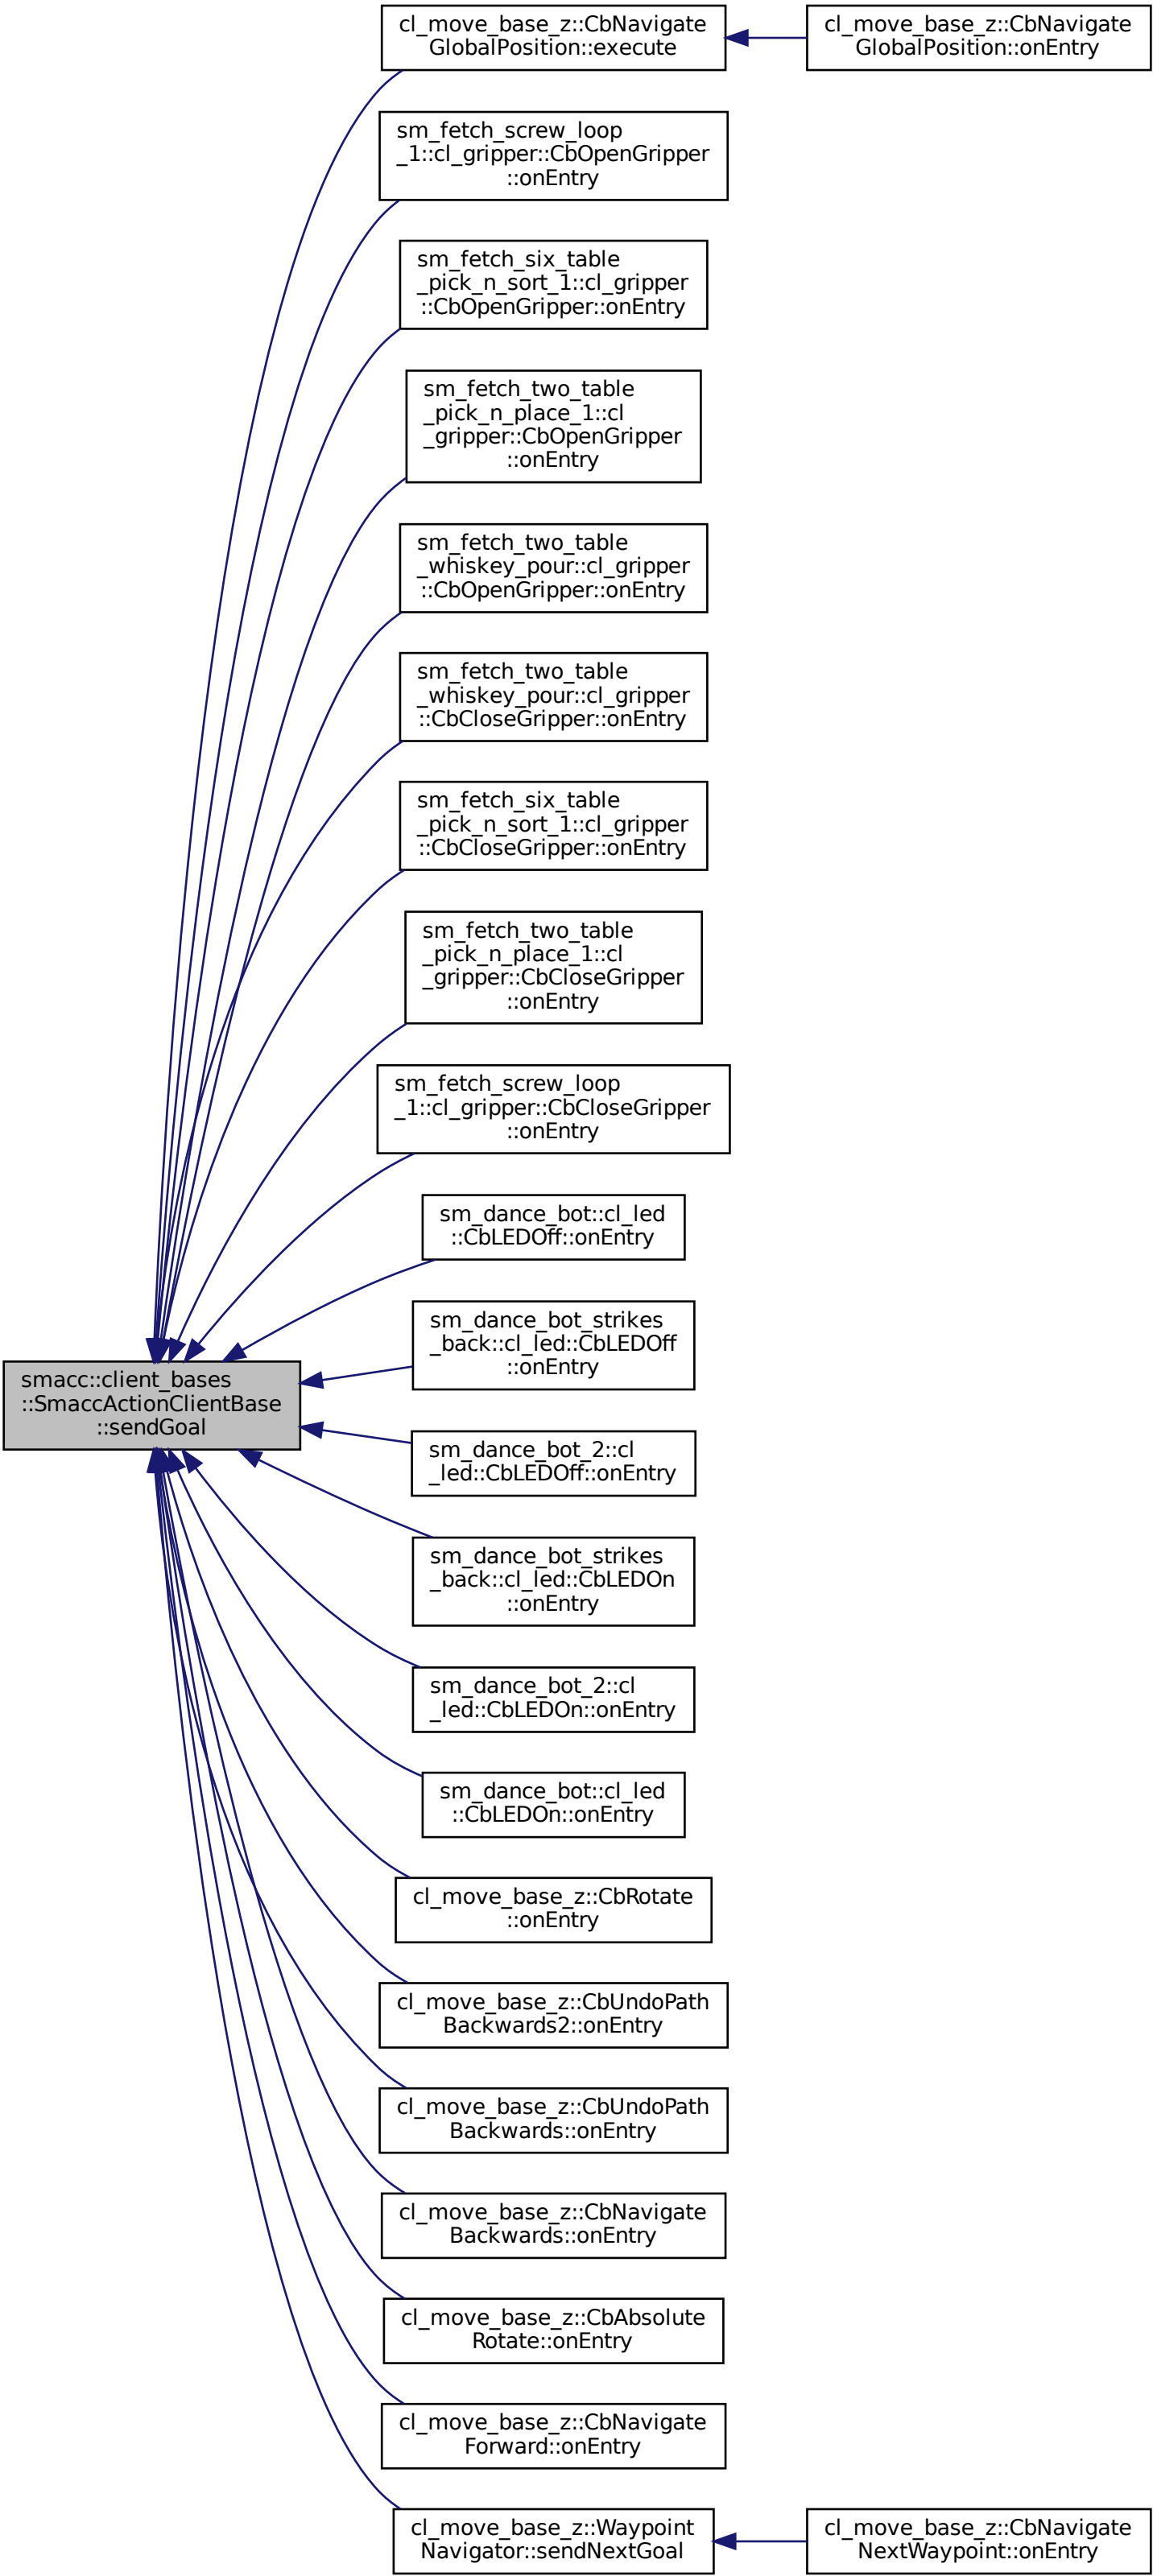 cl_move_base_z::CbNavigate
GlobalPosition::execute
cl_move_base_z::CbNavigate
GlobalPosition::onEntry
sm_fetch_screw_loop
_1::cl_gripper::CbOpenGripper
::onEntry
sm_fetch_six_table
_pick_n_sort_1::cl_gripper
::CbOpenGripper::onEntry
sm_fetch_two_table
_pick_n_place_1::cl
_gripper::CbOpenGripper
::onEntry
sm_fetch_two_table
_whiskey_pour::cl_gripper
::CbOpenGripper::onEntry
sm_fetch_two_table
_whiskey_pour::cl_gripper
::CbCloseGripper::onEntry
sm_fetch_six_table
_pick_n_sort_1::cl_gripper
::CbCloseGripper::onEntry
sm_fetch_two_table
_pick_n_place_1::cl
_gripper::CbCloseGripper
::onEntry
sm_fetch_screw_loop
_1::cl_gripper::CbCloseGripper
::onEntry
sm_dance_bot::cl_led
::CbLEDOff::onEntry
sm_dance_bot_strikes
_back::cl_led::CbLEDOff
::onEntry
smacc::client_bases
::SmaccActionClientBase
::sendGoal
sm_dance_bot_2::cl
_led::CbLEDOff::onEntry
sm_dance_bot_strikes
_back::cl_led::CbLEDOn
::onEntry
sm_dance_bot_2::cl
_led::CbLEDOn::onEntry
sm_dance_bot::cl_led
::CbLEDOn::onEntry
cl_move_base_z::CbRotate
::onEntry
cl_move_base_z::CbUndoPath
Backwards2::onEntry
cl_move_base_z::CbUndoPath
Backwards::onEntry
cl_move_base_z::CbNavigate
Backwards::onEntry
cl_move_base_z::CbAbsolute
Rotate::onEntry
cl_move_base_z::CbNavigate
Forward::onEntry
cl_move_base_z::Waypoint
Navigator::sendNextGoal
cl_move_base_z::CbNavigate
NextWaypoint::onEntry